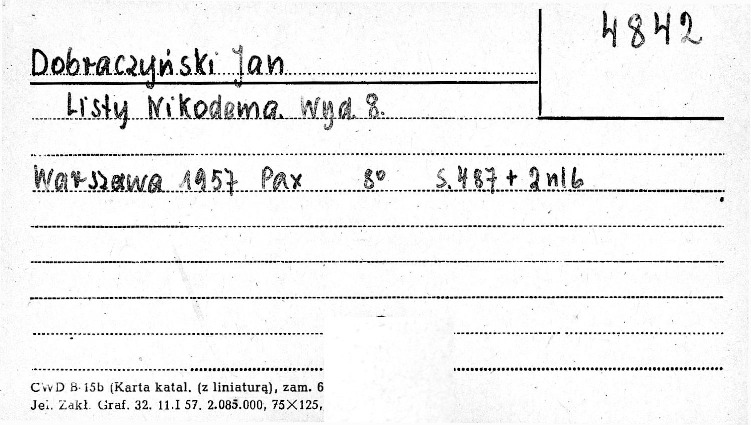 4842
Dobraczyński Jan
Listy Nikodema. Wyd. 8.
Warszawa 1957 Pax 8° S. 487 + 2 nlb
CWD B-15b (Karta katal. (z liniaturą), zam. 6
Jel. Zakł. Graf. 32. 11.I 57. 2.085.000, 75×125,